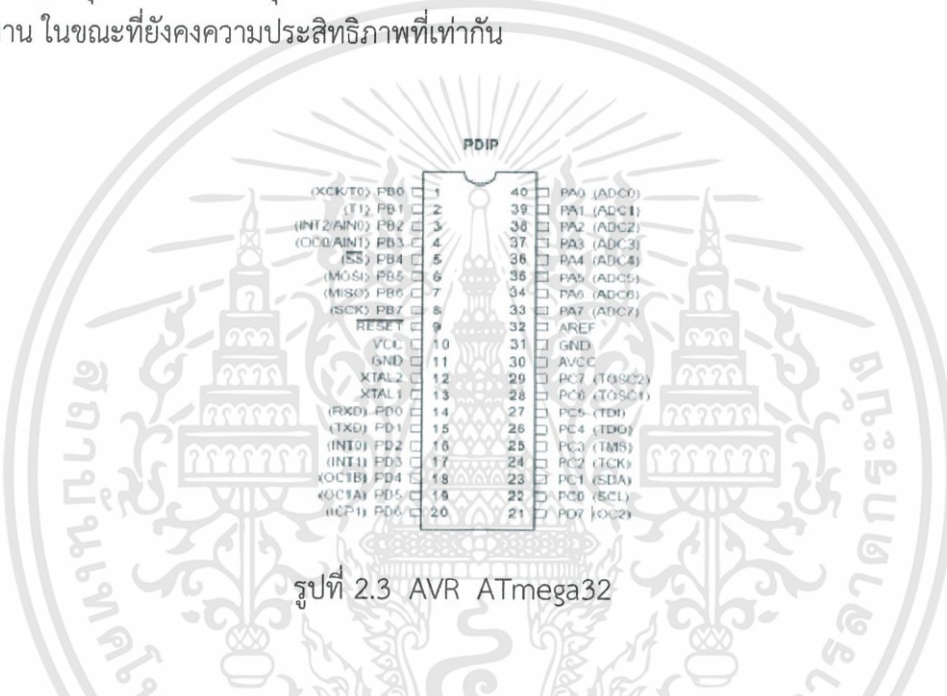 ในขณะที่ยังคงความประสิทธิภาพที่เท่ากัน
PDIP
(XCK/T0) PB0 1 40 PA0 (ADC0)
(T1) PB1 2 39 PA1 (ADC1)
(INT2/AIN0) PB2 3 38 PA2 (ADC2)
(OC0/AIN1) PB3 4 37 PA3 (ADC3)
(SS) PB4 5 36 PA4 (ADC4)
(MOSI) PB5 6 35 PA5 (ADC5)
(MISO) PB6 7 34 PA6 (ADC6)
(SCK) PB7 8 33 PA7 (ADC7)
RESET 9 32 AREF
VCC 10 31 GND
GND 11 30 AVCC
XTAL2 12 29 PC7 (TOSC2)
XTAL1 13 28 PC6 (TOSC1)
(RXD) PD0 14 27 PC5 (TDI)
(TXD) PD1 15 26 PC4 (TDO)
(INT0) PD2 16 25 PC3 (TMS)
(INT1) PD3 17 24 PC2 (TCK)
(OC1B) PD4 18 23 PC1 (SDA)
(OC1A) PD5 19 22 PC0 (SCL)
(ICP1) PD6 20 21 PD7 (OC2)
รูปที่ 2.3 AVR ATmega32